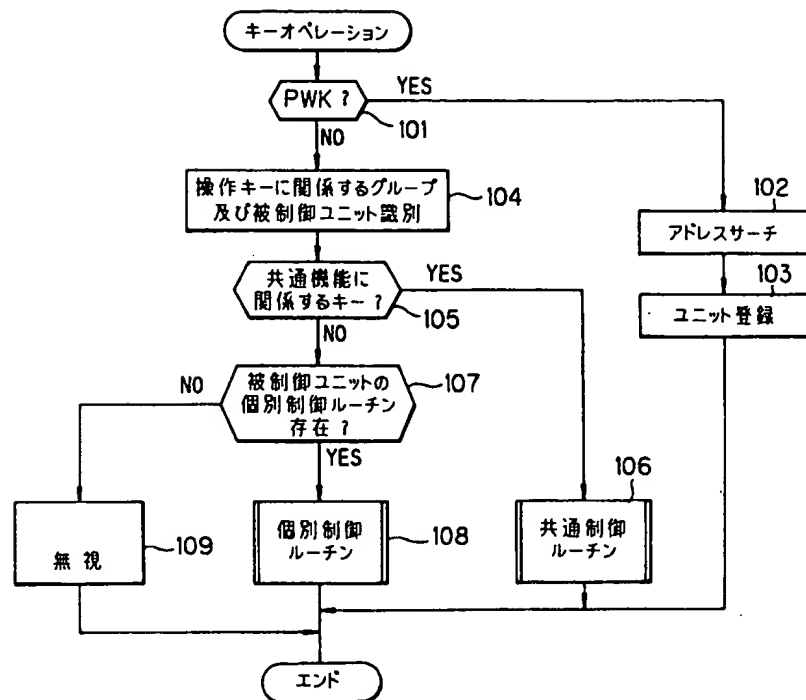 キーオペレーション
PWK ?
YES
101
NO
操作キーに関係するグループ
及び被制御ユニット識別
104
102
アドレスサーチ
共通機能に
関係するキー ?
YES
105
103
ユニット登録
NO
被制御ユニットの
個別制御ルーチン
存在 ?
107
NO
YES
106
無視
109
個別制御
ルーチン
108
共通制御
ルーチン
エンド